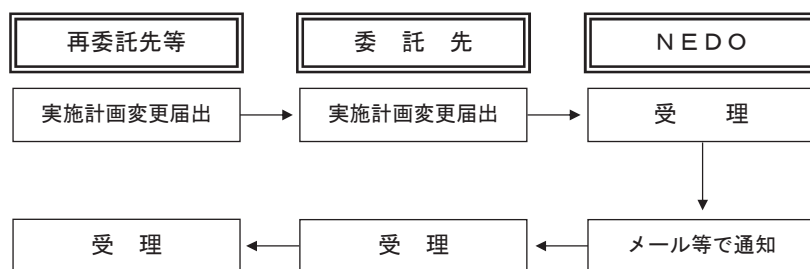 再委託先等 委 託 先 ＮＥＤＯ
実施計画変更届出 実施計画変更届出 受 理
受 理 受 理 メール等で通知